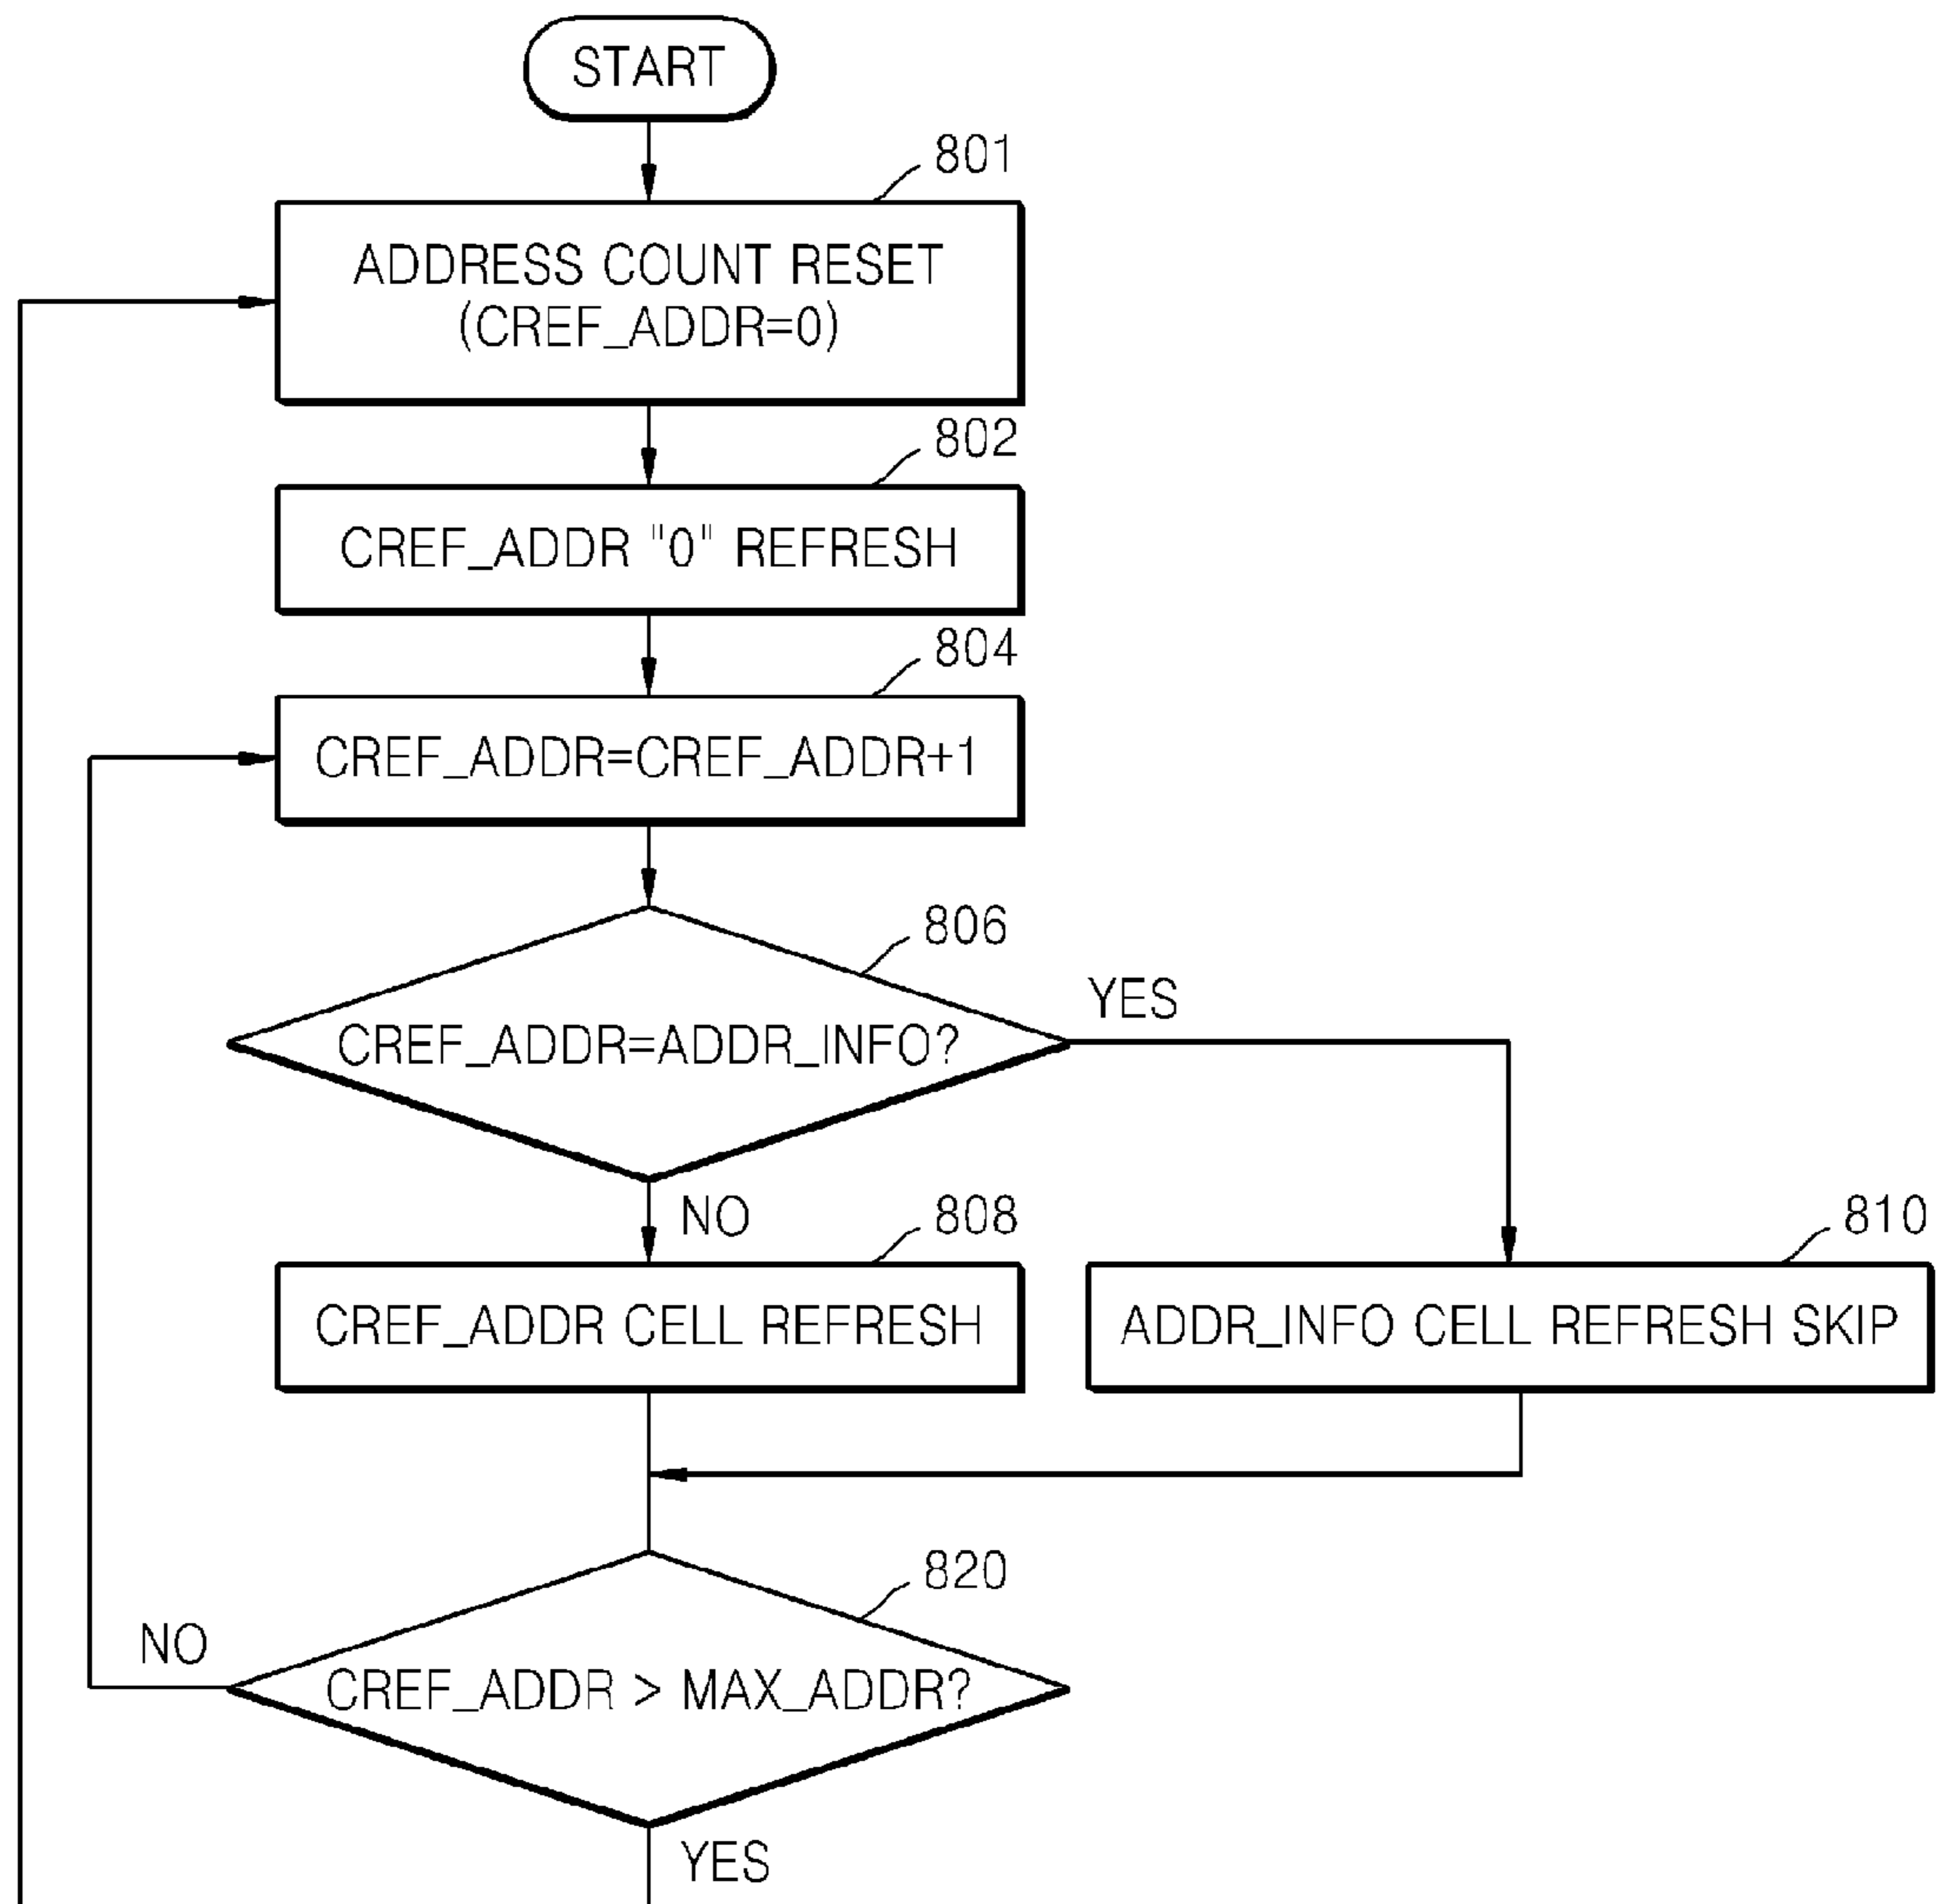 START
801
ADDRESS COUNT RESET
(CREF_ADDR=0)
802
CREF_ADDR "0" REFRESH
804
CREF_ADDR=CREF_ADDR+1
806
YES
CREF_ADDR=ADDR_INFO?
NO
808
810
CREF_ADDR CELL REFRESH
ADDR_INFO CELL REFRESH SKIP
820
NO
CREF_ADDR > MAX_ADDR?
YES